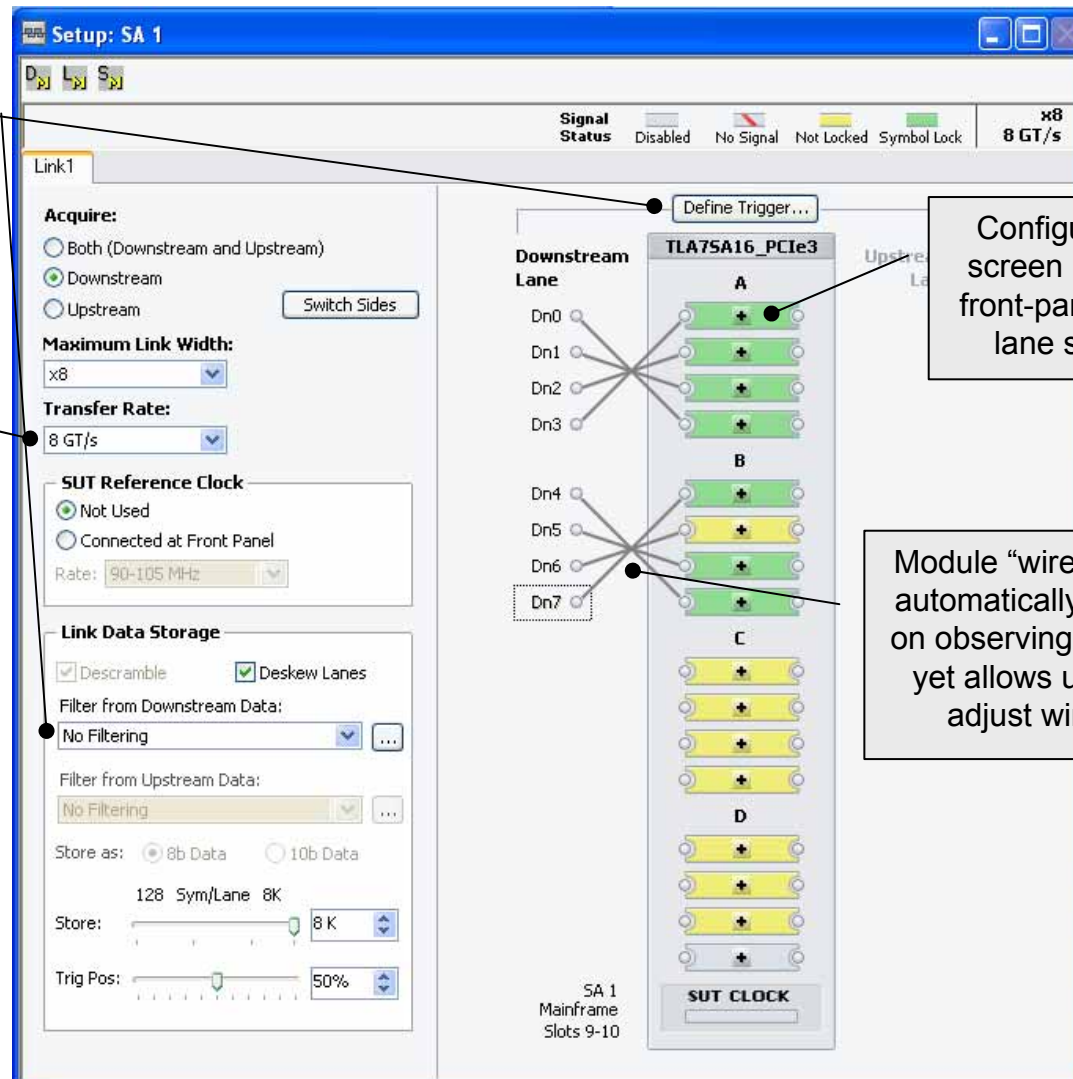 Setup: SA 1
D L S
Signal Status
Disabled
No Signal
Not Locked
Symbol Lock
x8
8 GT/s
Link1
Acquire:
Both (Downstream and Upstream)
Downstream
Upstream
Switch Sides
Maximum Link Width:
x8
Transfer Rate:
8 GT/s
SUT Reference Clock
Not Used
Connected at Front Panel
Rate: 90-105 MHz
Link Data Storage
Descramble
Deskew Lanes
Filter from Downstream Data:
No Filtering
...
Filter from Upstream Data:
No Filtering
...
Store as: 8b Data 10b Data
128 Sym/Lane 8K
Store: 8 K
Trig Pos: 50%
Define Trigger...
Downstream
Lane
TLA7SA16_PCIe3
A
Dn0
Dn1
Dn2
Dn3
B
Dn4
Dn5
Dn6
Dn7
C
D
SA 1
Mainframe
Slots 9-10
SUT CLOCK
screen
lane
Module “wire
automatically
on observing
yet allows
adjust